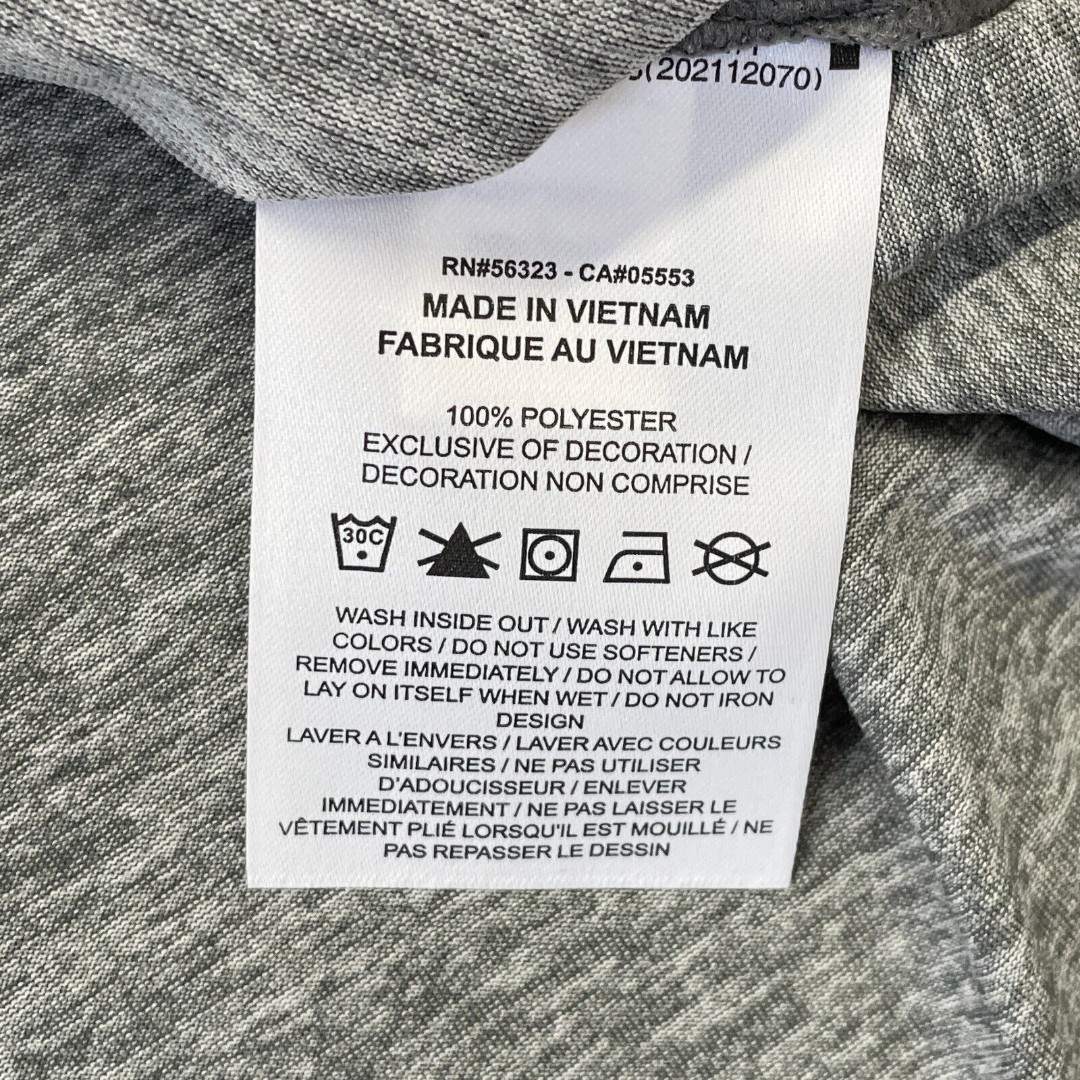 (202112070)
RN#56323 - CA#05553
MADE IN VIETNAM
FABRIQUE AU VIETNAM
100% POLYESTER
EXCLUSIVE OF DECORATION /
DECORATION NON COMPRISE
30C
WASH INSIDE OUT / WASH WITH LIKE
COLORS / DO NOT USE SOFTENERS /
REMOVE IMMEDIATELY / DO NOT ALLOW TO
LAY ON ITSELF WHEN WET / DO NOT IRON
DESIGN
LAVER A L'ENVERS / LAVER AVEC COULEURS
SIMILAIRES / NE PAS UTILISER
D'ADOUCISSEUR / ENLEVER
IMMEDIATEMENT / NE PAS LAISSER LE
VÊTEMENT PLIÉ LORSQU'IL EST MOUILLÉ / NE
PAS REPASSER LE DESSIN